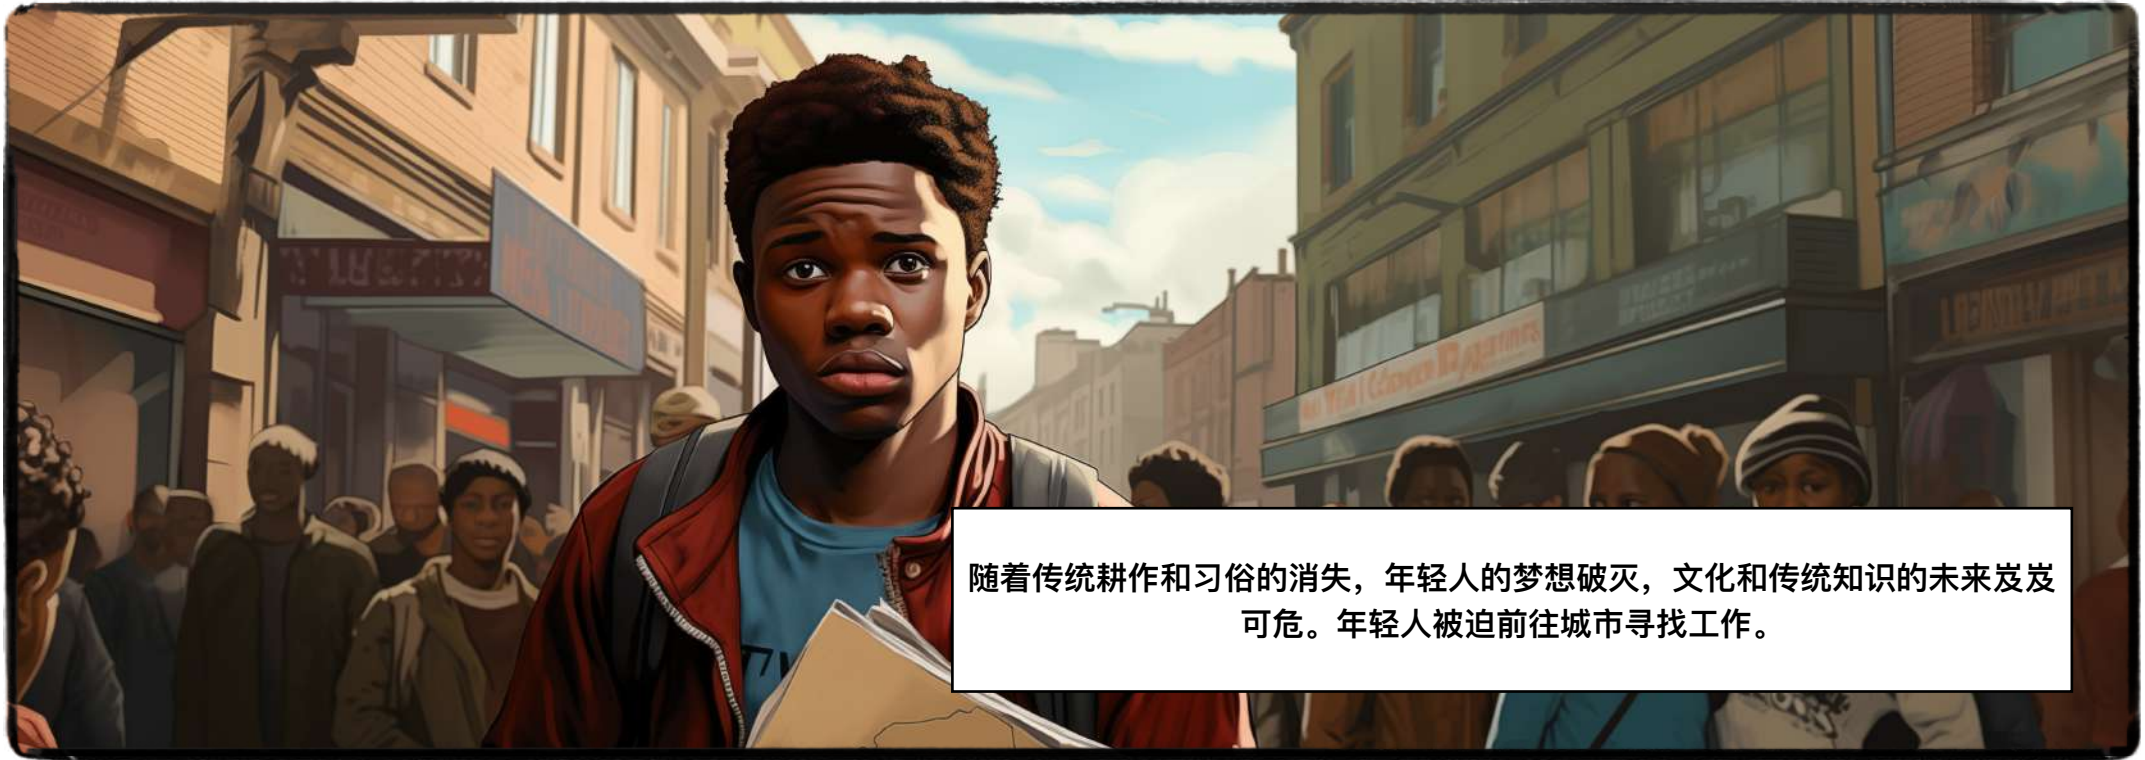 随着传统耕作和习俗的消失，年轻人的梦想破灭，文化和传统知识的未来岌岌
可危。年轻人被迫前往城市寻找工作。